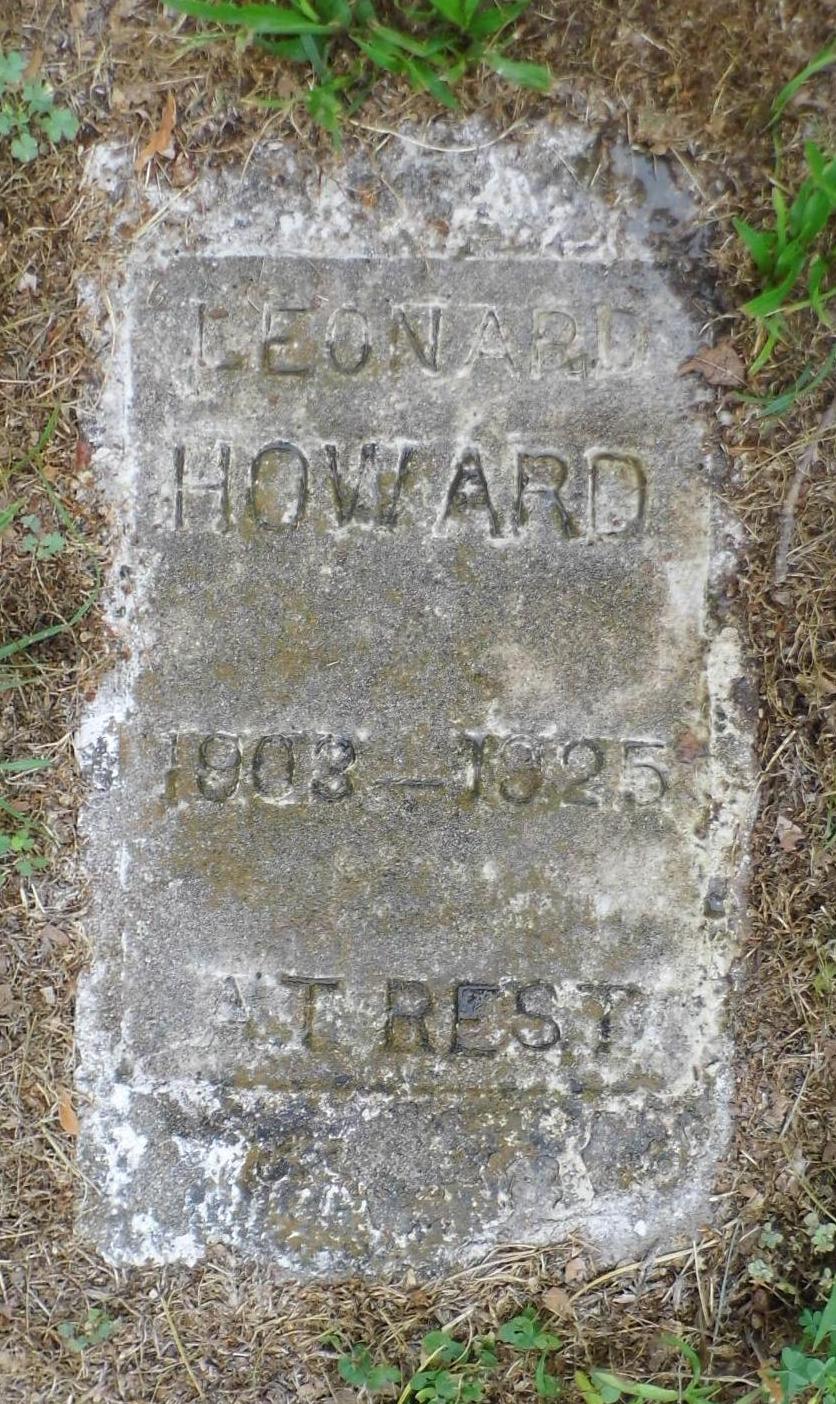 LEONARD
HOWARD
1903-1925
AT REST